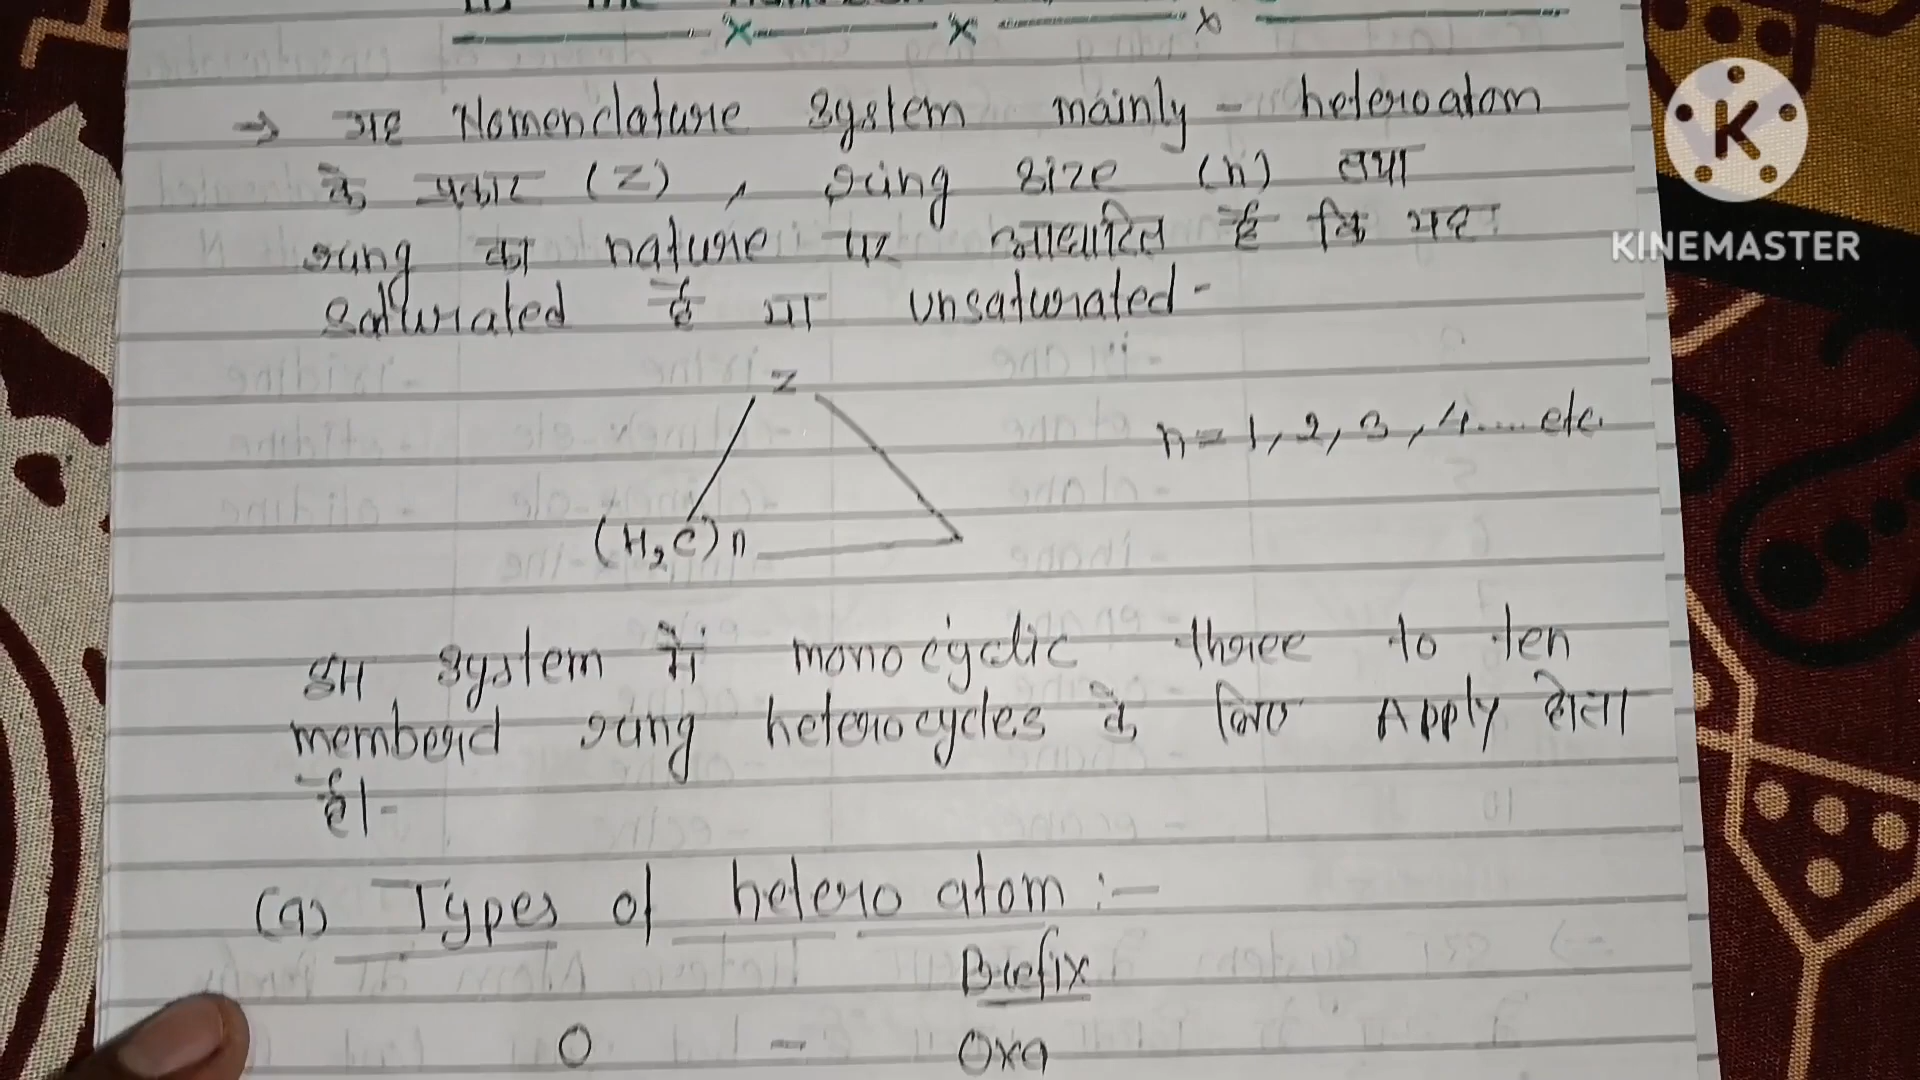 → यह Nomenclature System mainly - heteroatom
के प्रकार (Z) , ring size (n) तथा
ring का nature पर आधारित है कि यह
Saturated है या unsaturated -
Z
n = 1, 2, 3, 4.... etc.
(H₂C)n
इस system में monocyclic three to ten
memberd ring heterocycles के लिए Apply होता
है।-
(a) Types of hetero atom :-
Prefix
O - Oxa
K
KINEMASTER